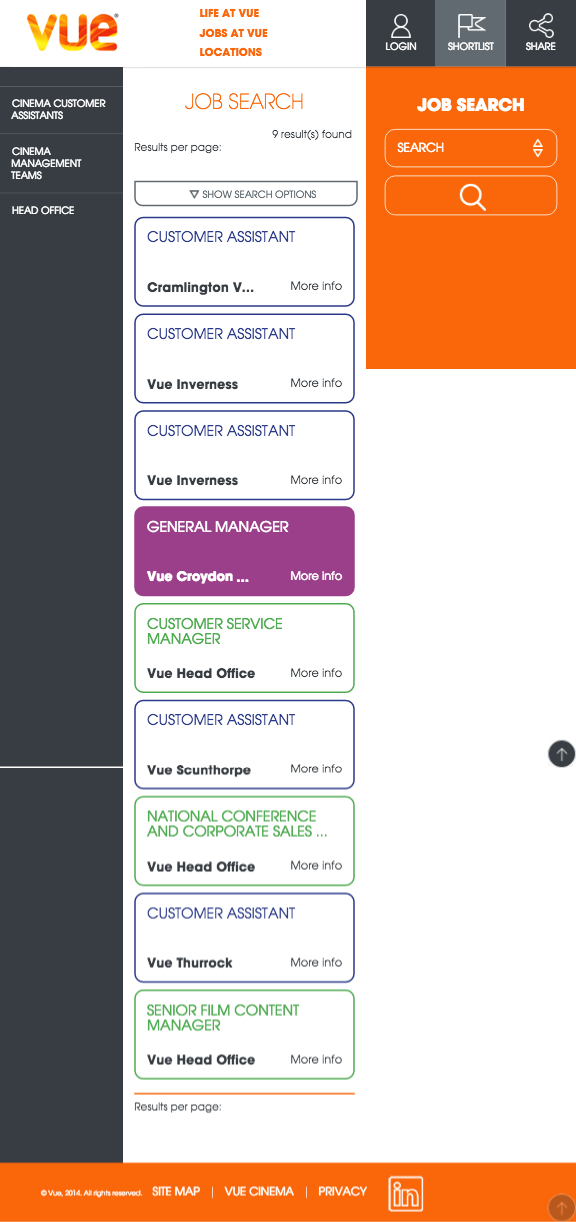 vue
LIFE AT VUE
JOBS AT VUE
LOCATIONS
LOGIN
SHORTLIST
SHARE
CINEMA CUSTOMER
ASSISTANTS
CINEMA
MANAGEMENT
TEAMS
HEAD OFFICE
JOB SEARCH
9 result(s) found
Results per page:
SHOW SEARCH OPTIONS
CUSTOMER ASSISTANT
Cramlington V... More info
CUSTOMER ASSISTANT
Vue Inverness More info
CUSTOMER ASSISTANT
Vue Inverness More info
GENERAL MANAGER
Vue Croydon ... More info
CUSTOMER SERVICE
MANAGER
Vue Head Office More info
CUSTOMER ASSISTANT
Vue Scunthorpe More info
NATIONAL CONFERENCE
AND CORPORATE SALES ...
Vue Head Office More info
CUSTOMER ASSISTANT
Vue Thurrock More info
SENIOR FILM CONTENT
MANAGER
Vue Head Office More info
Results per page:
JOB SEARCH
SEARCH
© Vue, 2014. All rights reserved. SITE MAP | VUE CINEMA | PRIVACY in